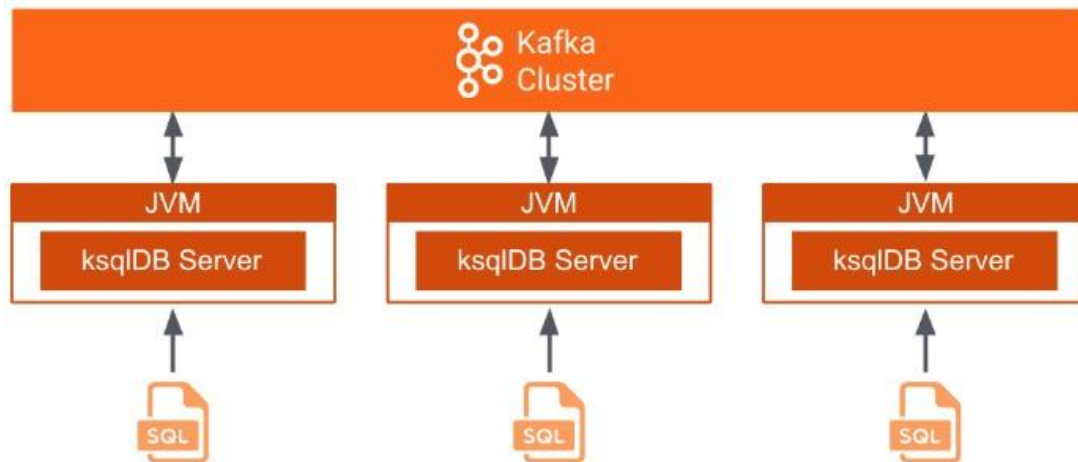 Kafka
Cluster
JVM
JVM
JVM
ksqlDB Server
ksqlDB Server
ksqlDB Server
SQL
SQL
SQL